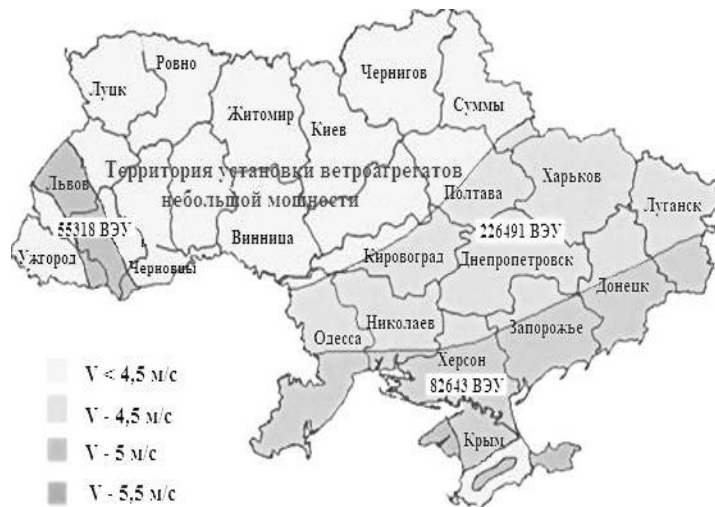 Ровно
Чернигов
Луцк
Суммы
Житомир
Киев
Территория установки ветроагрегатов
небольшой мощности
Львов
Полтава
Харьков
Луганск
55318 ВЭУ
226491 ВЭУ
Винница
Ужгород
Черновцы
Кировоград
Днепропетровск
Донецк
Николаев
Одесса
Запорожье
Херсон
82643 ВЭУ
Крым
V < 4,5 м/с
V - 4,5 м/с
V - 5 м/с
V - 5,5 м/с